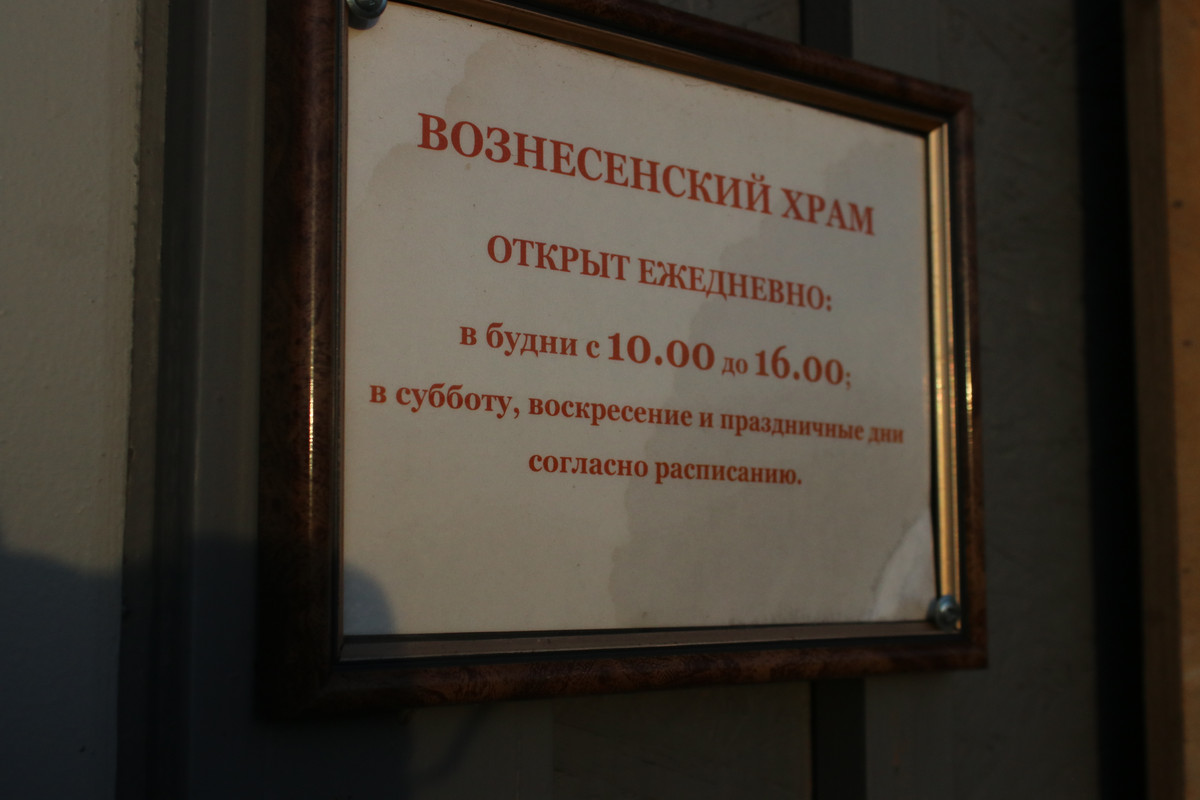 ВОЗНЕСЕНСКИЙ ХРАМ
ОТКРЫТ ЕЖЕДНЕВНО:
в будни с 10.00 до 16.00;
в субботу, воскресение и праздничные дни
согласно расписанию.